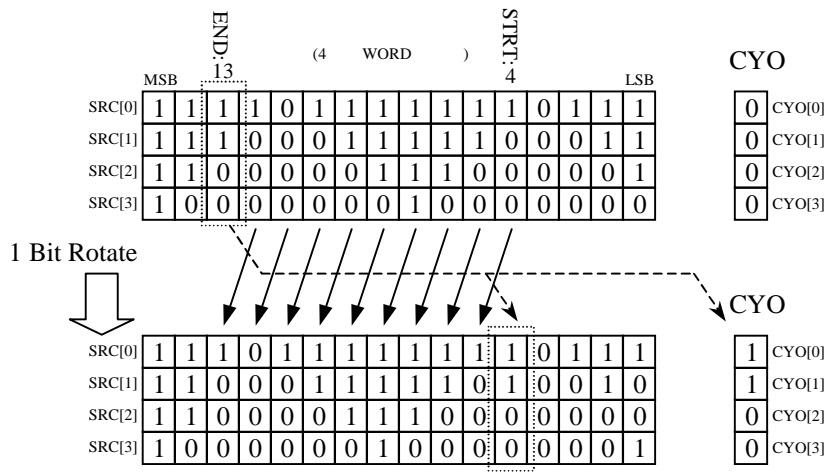 END:
13
(4 WORD )
STRT:
4
CYO
MSB LSB
SRC[0] 1 1 1 1 0 1 1 1 1 1 1 1 0 1 1 1 0 CYO[0]
SRC[1] 1 1 1 0 0 0 1 1 1 1 1 0 0 0 1 1 0 CYO[1]
SRC[2] 1 1 0 0 0 0 0 1 1 1 0 0 0 0 0 1 0 CYO[2]
SRC[3] 1 0 0 0 0 0 0 0 1 0 0 0 0 0 0 0 0 CYO[3]
1 Bit Rotate
CYO
SRC[0] 1 1 1 0 1 1 1 1 1 1 1 1 0 1 1 1 1 CYO[0]
SRC[1] 1 1 0 0 0 1 1 1 1 1 0 1 0 0 1 0 1 CYO[1]
SRC[2] 1 1 0 0 0 0 1 1 1 0 0 0 0 0 0 0 0 CYO[2]
SRC[3] 1 0 0 0 0 0 0 1 0 0 0 0 0 0 0 1 0 CYO[3]